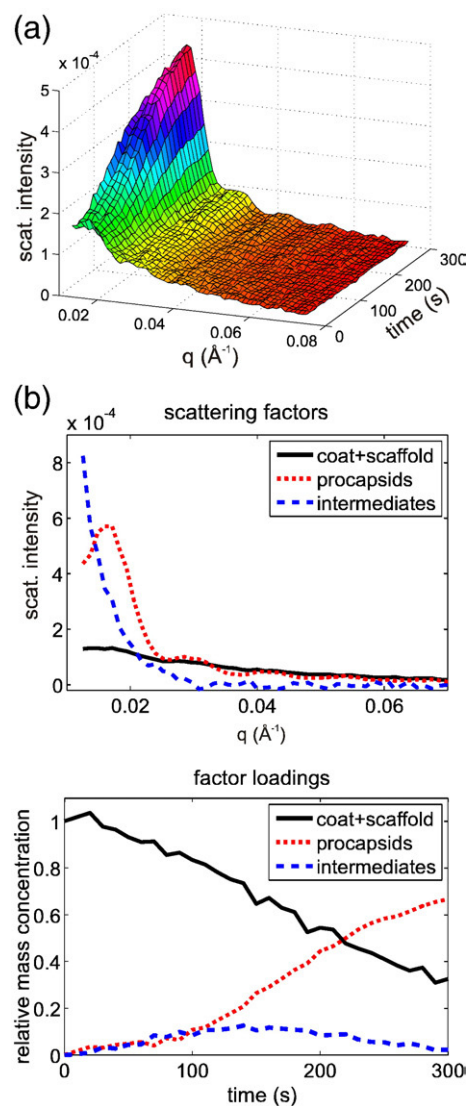 (a)
x 10⁻⁴
5
4
3
2
1
0
scat. intensity
0.02
0.04
0.06
0.08
q (Å⁻¹)
0
100
200
300
time (s)
(b)
x 10⁻⁴
scattering factors
8
6
4
2
0
scat. intensity
coat+scaffold
procapsids
intermediates
0.02
0.04
0.06
q (Å⁻¹)
factor loadings
1
0.8
0.6
0.4
0.2
0
relative mass concentration
coat+scaffold
procapsids
intermediates
0
100
200
300
time (s)